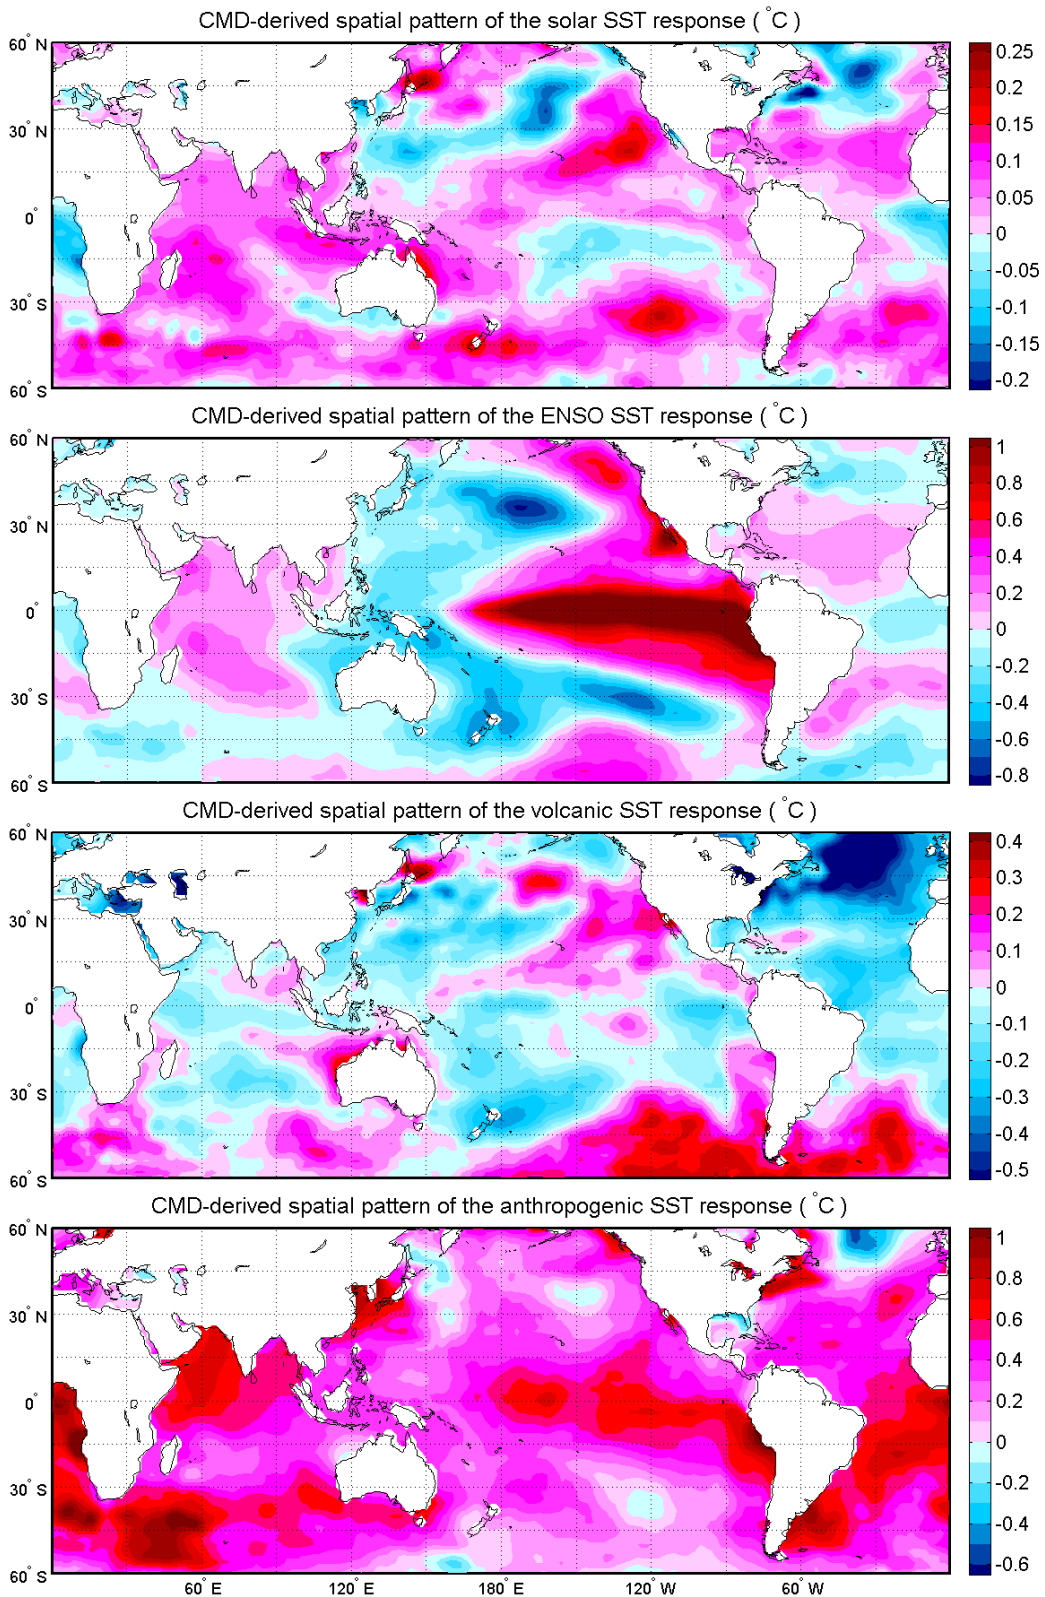 CMD-derived spatial pattern of the solar SST response ( °C )
60° N
30° N
0°
30° S
60° S
0.25
0.2
0.15
0.1
0.05
0
-0.05
-0.1
-0.15
-0.2
CMD-derived spatial pattern of the ENSO SST response ( °C )
60° N
30° N
0°
30° S
60° S
1
0.8
0.6
0.4
0.2
0
-0.2
-0.4
-0.6
-0.8
CMD-derived spatial pattern of the volcanic SST response ( °C )
60° N
30° N
0°
30° S
60° S
0.4
0.3
0.2
0.1
0
-0.1
-0.2
-0.3
-0.4
-0.5
CMD-derived spatial pattern of the anthropogenic SST response ( °C )
60° N
30° N
0°
30° S
60° S
1
0.8
0.6
0.4
0.2
0
-0.2
-0.4
-0.6
60° E
120° E
180° E
120° W
60° W